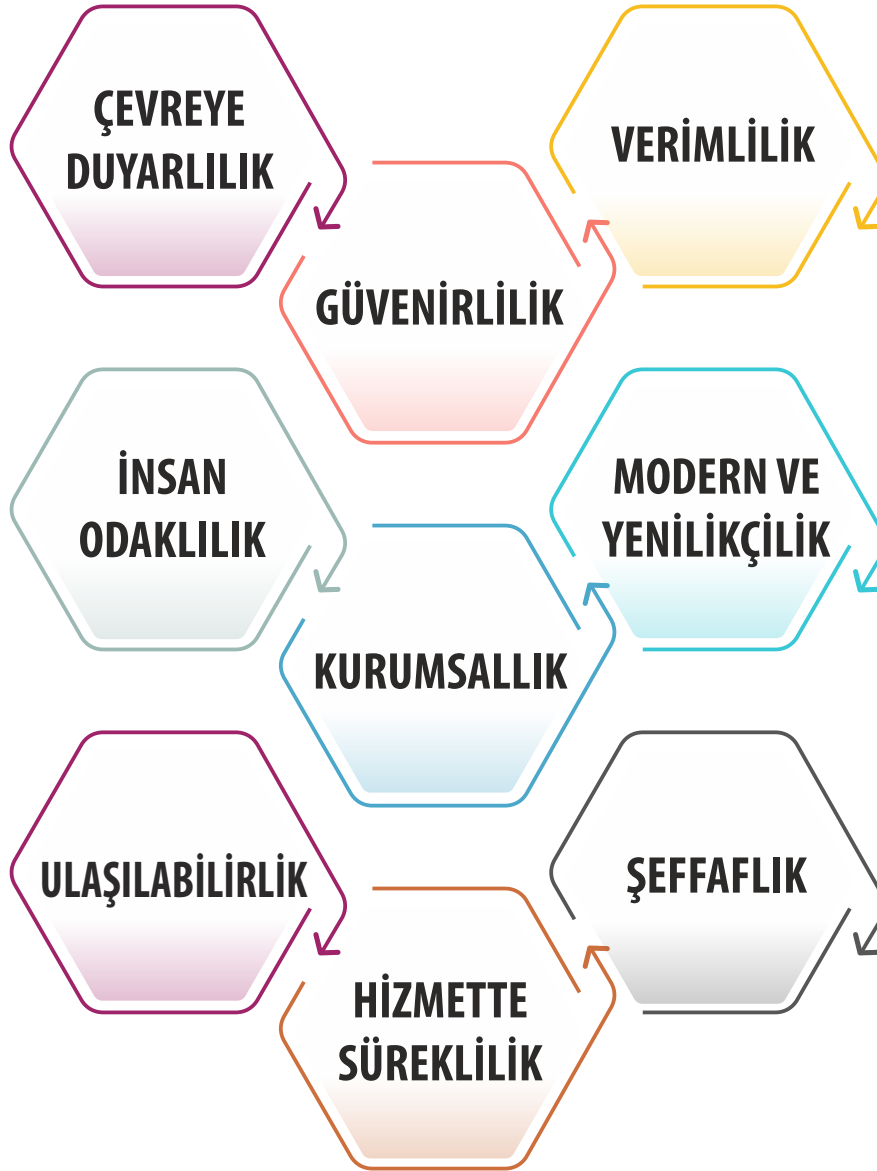 ÇEVREYE
DUYARLILIK
GÜVENİRLİLİK
VERİMLİLİK
İNSAN
ODAKLILIK
KURUMSALLIK
MODERN VE
YENİLİKÇİLİK
ULAŞILABİLİRLİK
HİZMETTE
SÜREKLİLİK
ŞEFFAFLIK